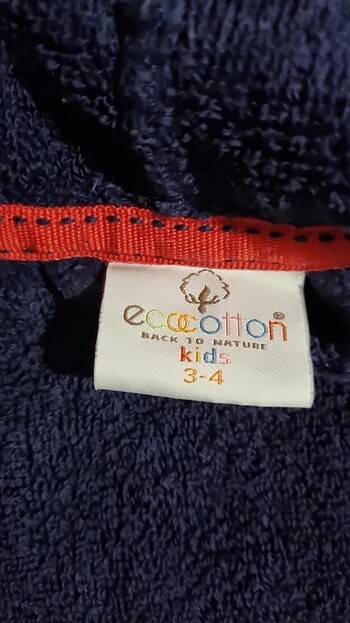 ecocotton®
BACK TO NATURE
kids
3-4